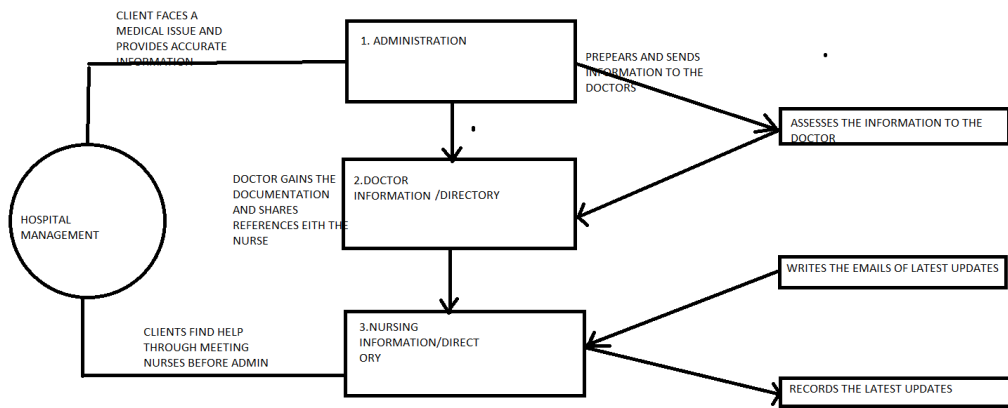 CLIENT FACES A
MEDICAL ISSUE AND
PROVIDES ACCURATE
INFORMATION
1. ADMINISTRATION
PREPEARS AND SENDS
INFORMATION TO THE
DOCTORS
ASSESSES THE INFORMATION TO THE
DOCTOR
DOCTOR GAINS THE
DOCUMENTATION
AND SHARES
REFERENCES EITH THE
NURSE
2.DOCTOR
INFORMATION /DIRECTORY
HOSPITAL
MANAGEMENT
WRITES THE EMAILS OF LATEST UPDATES
CLIENTS FIND HELP
THROUGH MEETING
NURSES BEFORE ADMIN
3.NURSING
INFORMATION/DIRECT
ORY
RECORDS THE LATEST UPDATES